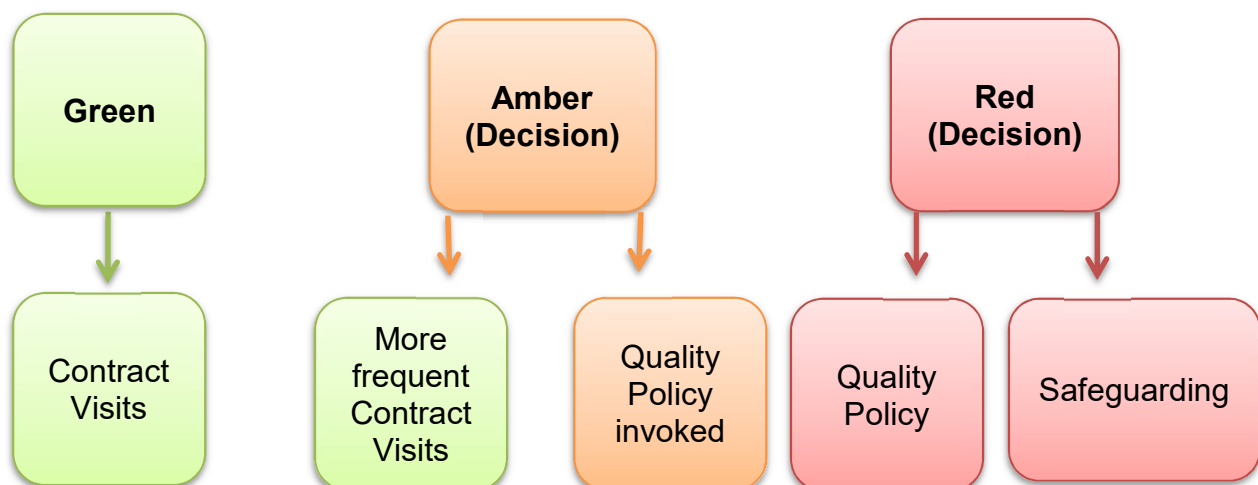 Green
Amber
(Decision)
Red
(Decision)
Contract
Visits
More
frequent
Contract
Visits
Quality
Policy
invoked
Quality
Policy
Safeguarding